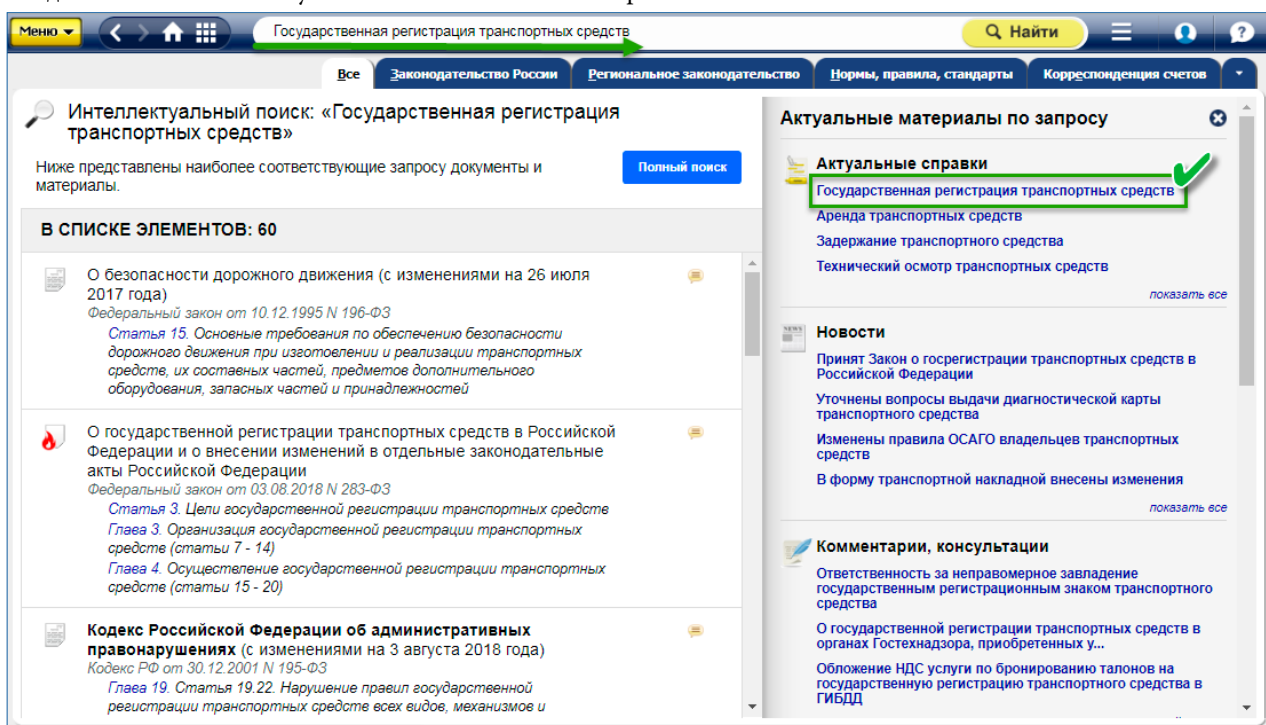 Меню
Государственная регистрация транспортных средств
Найти
?
Все
Законодательство России
Региональное законодательство
Нормы, правила, стандарты
Корреспонденция счетов
Интеллектуальный поиск: «Государственная регистрация
транспортных средств»
Ниже представлены наиболее соответствующие запросу документы и
материалы.
Полный поиск
В СПИСКЕ ЭЛЕМЕНТОВ: 60
О безопасности дорожного движения (с изменениями на 26 июля
2017 года)
Федеральный закон от 10.12.1995 N 196-ФЗ
Статья 15. Основные требования по обеспечению безопасности
дорожного движения при изготовлении и реализации транспортных
средств, их составных частей, предметов дополнительного
оборудования, запасных частей и принадлежностей
О государственной регистрации транспортных средств в Российской
Федерации и о внесении изменений в отдельные законодательные
акты Российской Федерации
Федеральный закон от 03.08.2018 N 283-ФЗ
Статья 3. Цели государственной регистрации транспортных средств
Глава 3. Организация государственной регистрации транспортных
средств (статьи 7 - 14)
Глава 4. Осуществление государственной регистрации транспортных
средств (статьи 15 - 20)
Кодекс Российской Федерации об административных
правонарушениях (с изменениями на 3 августа 2018 года)
Кодекс РФ от 30.12.2001 N 195-ФЗ
Глава 19. Статья 19.22. Нарушение правил государственной
регистрации транспортных средств всех видов, механизмов и
Актуальные материалы по запросу
Актуальные справки
Государственная регистрация транспортных средств
Аренда транспортных средств
Задержание транспортного средства
Технический осмотр транспортных средств
показать все
NEWS
Новости
Принят Закон о госрегистрации транспортных средств в
Российской Федерации
Уточнены вопросы выдачи диагностической карты
транспортного средства
Изменены правила ОСАГО владельцев транспортных
средств
В форму транспортной накладной внесены изменения
показать все
Комментарии, консультации
Ответственность за неправомерное завладение
государственным регистрационным знаком транспортного
средства
О государственной регистрации транспортных средств в
органах Гостехнадзора, приобретенных у...
Обложение НДС услуги по бронированию талонов на
государственную регистрацию транспортного средства в
ГИБДД